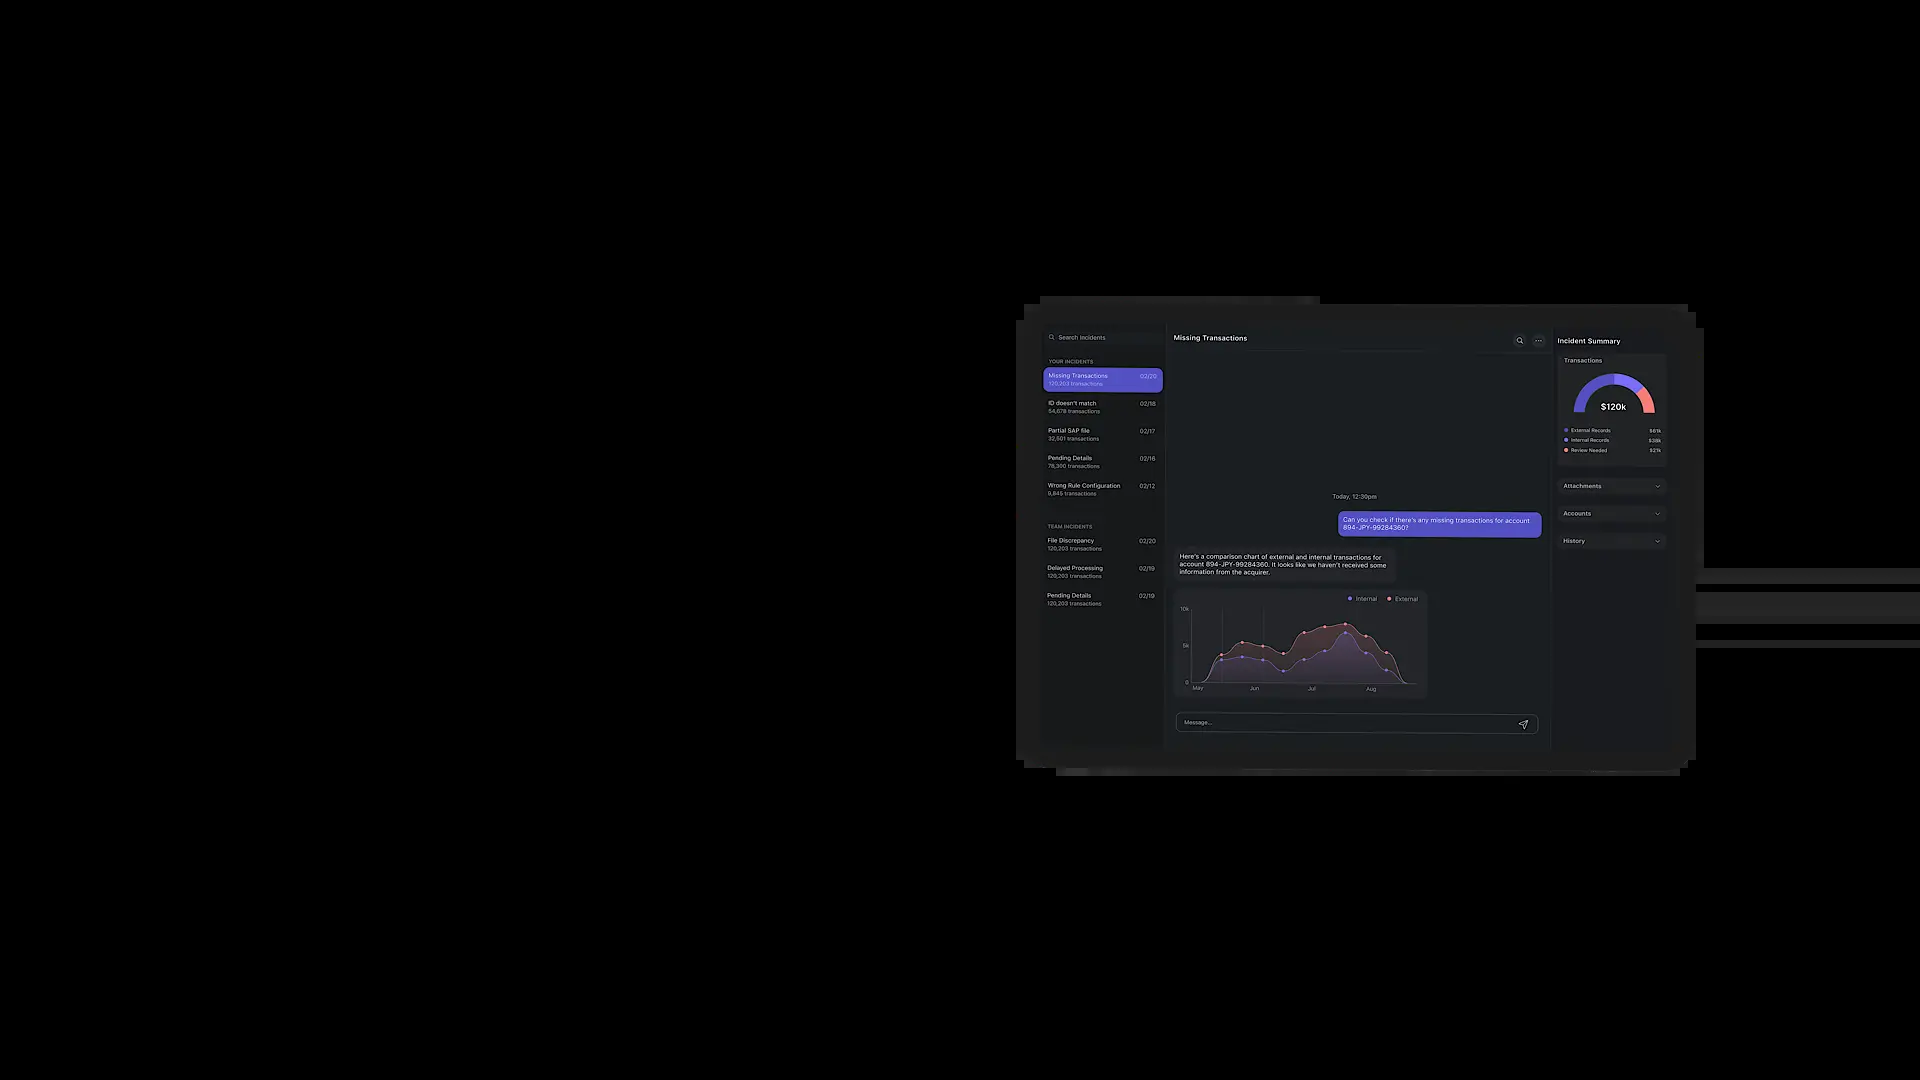 Search Incidents
YOUR INCIDENTS
Missing Transactions 02/20
120,203 transactions
ID doesn't match 02/18
54,678 transactions
Partial SAP file 02/17
32,501 transactions
Pending Details 02/16
78,300 transactions
Wrong Rule Configuration 02/12
9,845 transactions
TEAM INCIDENTS
File Discrepancy 02/20
120,203 transactions
Delayed Processing 02/19
120,203 transactions
Pending Details 02/19
120,203 transactions
Missing Transactions
Today, 12:30pm
Can you check if there's any missing transactions for account
894-JPY-99284360?
Here's a comparison chart of external and internal transactions for
account 894-JPY-99284360. It looks like we haven't received some
information from the acquirer.
Internal External
10k
5k
0
May Jun Jul Aug
Message...
Incident Summary
Transactions
$120k
External Records $61k
Internal Records $38k
Review Needed $21k
Attachments
Accounts
History